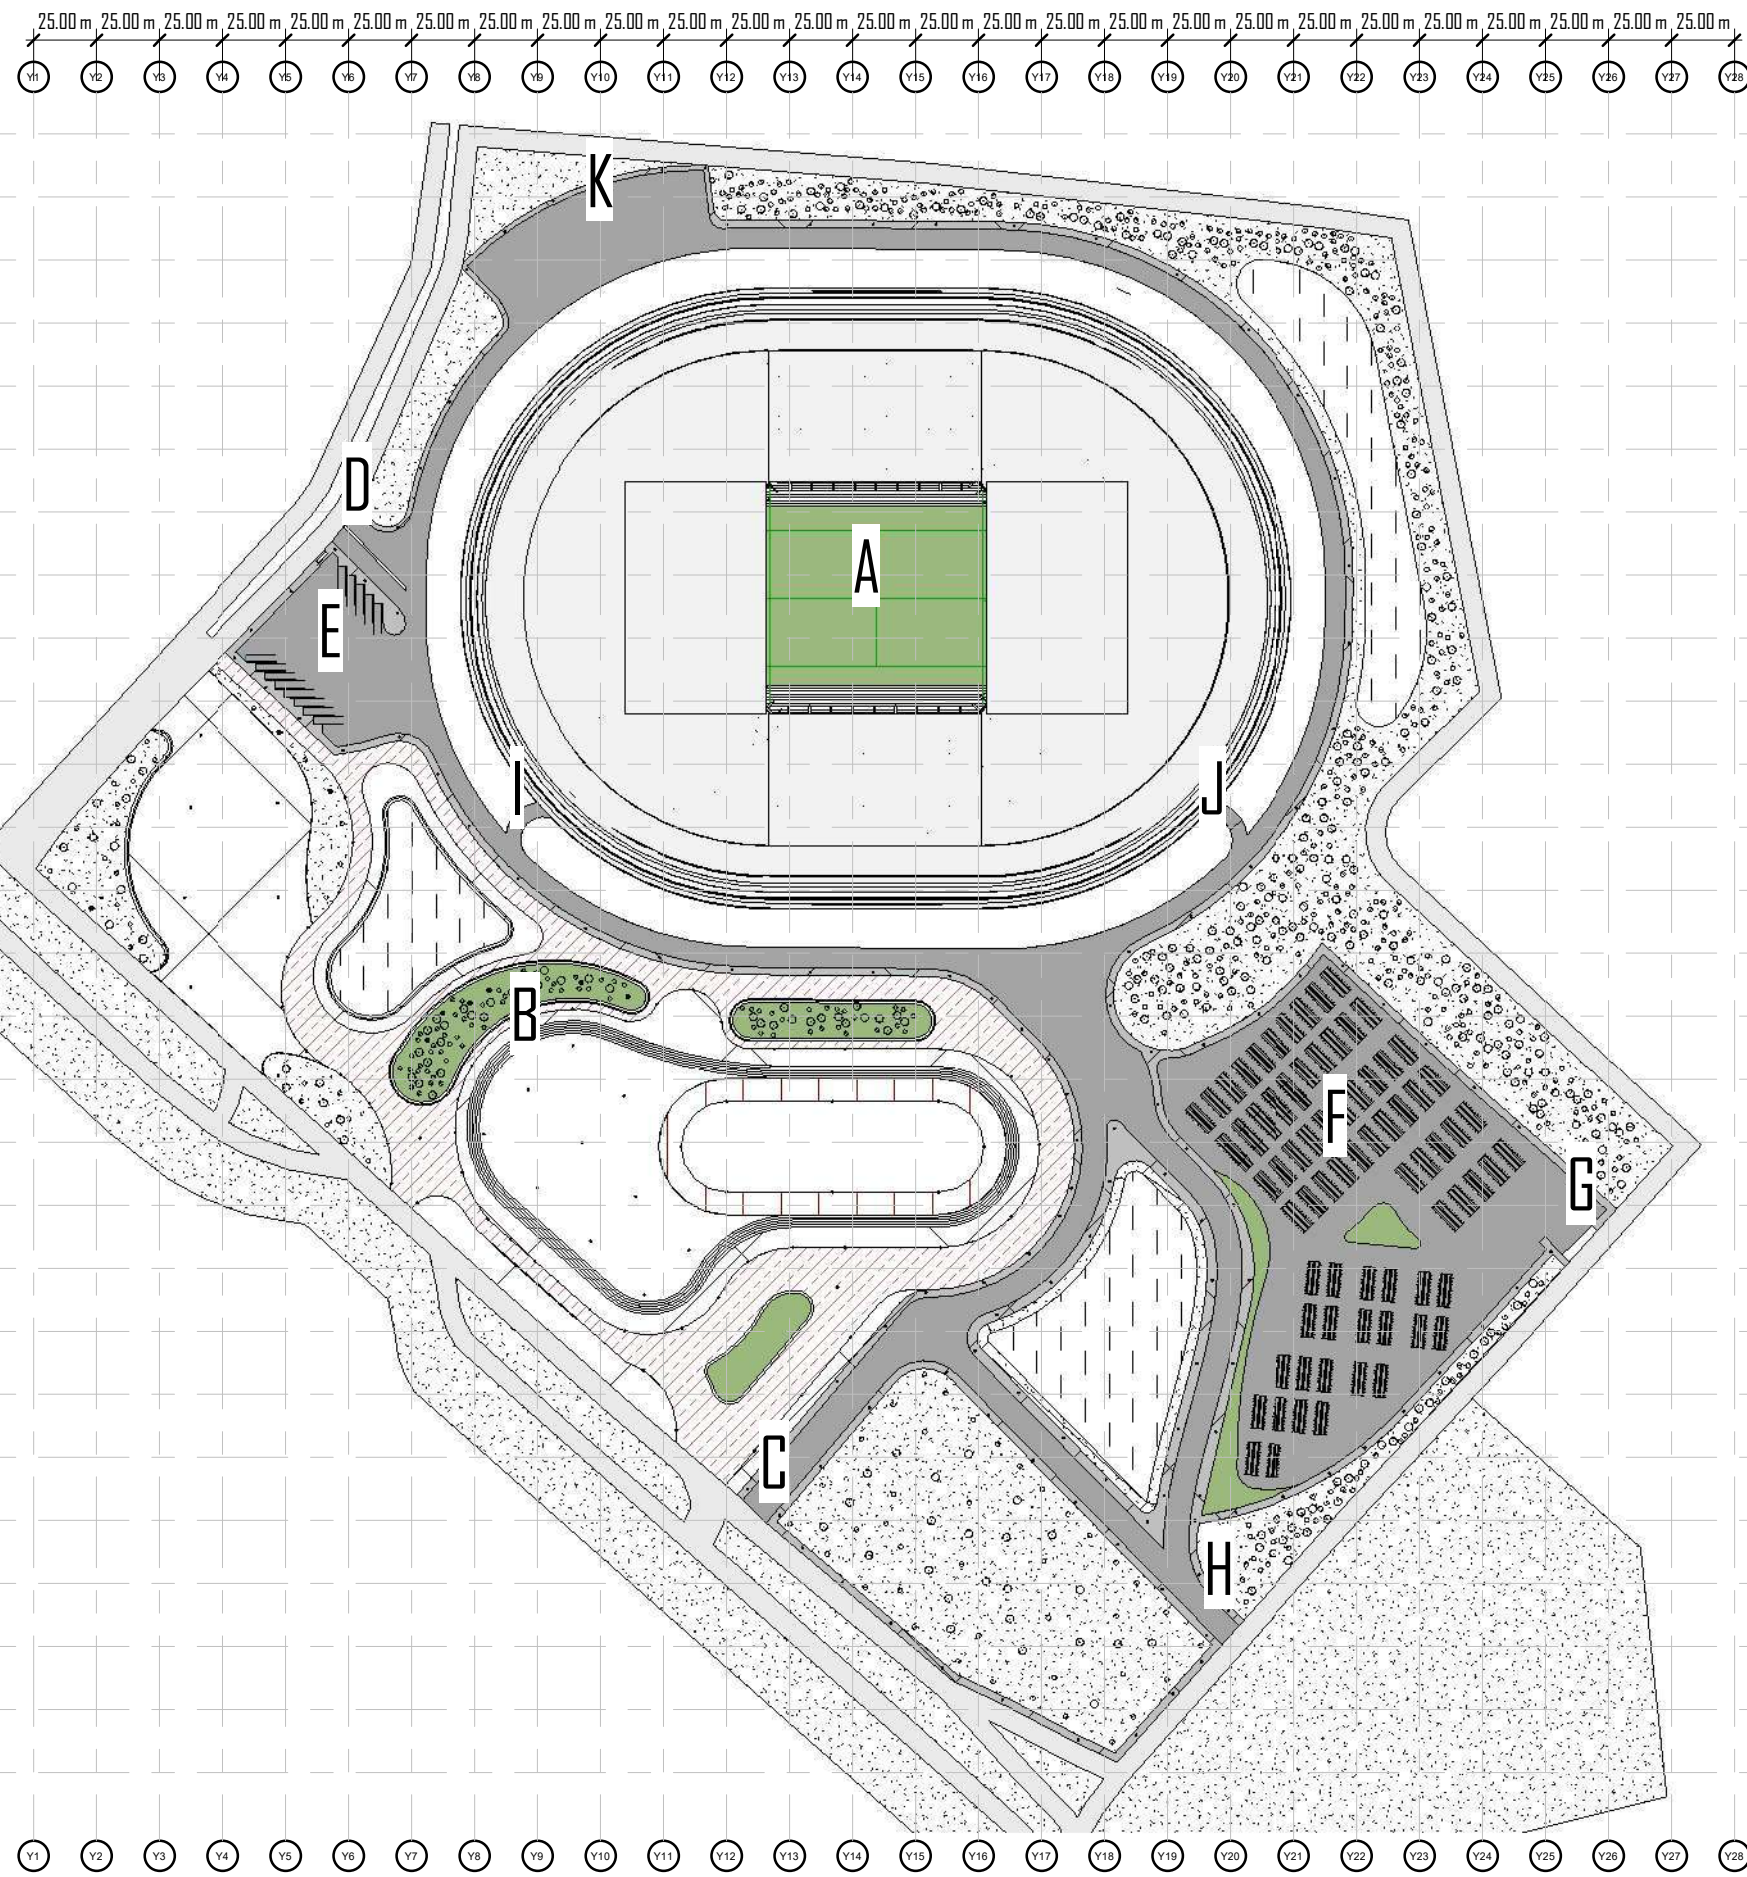 25.00 m 25.00 m 25.00 m 25.00 m 25.00 m 25.00 m 25.00 m 25.00 m 25.00 m 25.00 m 25.00 m 25.00 m 25.00 m 25.00 m 25.00 m 25.00 m 25.00 m 25.00 m 25.00 m 25.00 m 25.00 m 25.00 m 25.00 m 25.00 m 25.00 m 25.00 m 25.00 m
Y1 Y2 Y3 Y4 Y5 Y6 Y7 Y8 Y9 Y10 Y11 Y12 Y13 Y14 Y15 Y16 Y17 Y18 Y19 Y20 Y21 Y22 Y23 Y24 Y25 Y26 Y27 Y28
K
D
A
E
I J
B
F
G
C
H
Y1 Y2 Y3 Y4 Y5 Y6 Y7 Y8 Y9 Y10 Y11 Y12 Y13 Y14 Y15 Y16 Y17 Y18 Y19 Y20 Y21 Y22 Y23 Y24 Y25 Y26 Y27 Y28